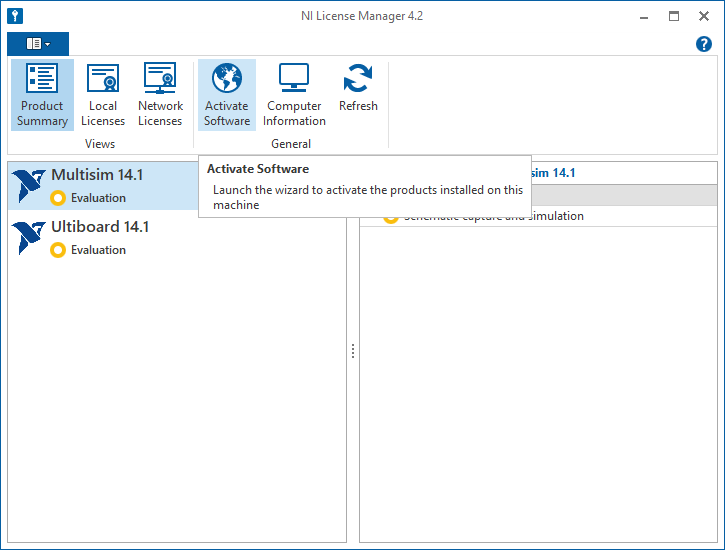 NI License Manager 4.2
?
Product
Summary
Local
Licenses
Network
Licenses
Activate
Software
Computer
Information
Refresh
Views
General
Multisim 14.1
Evaluation
Ultiboard 14.1
Evaluation
Activate Software
Launch the wizard to activate the products installed on this
machine
sim 14.1
Schematic capture and simulation